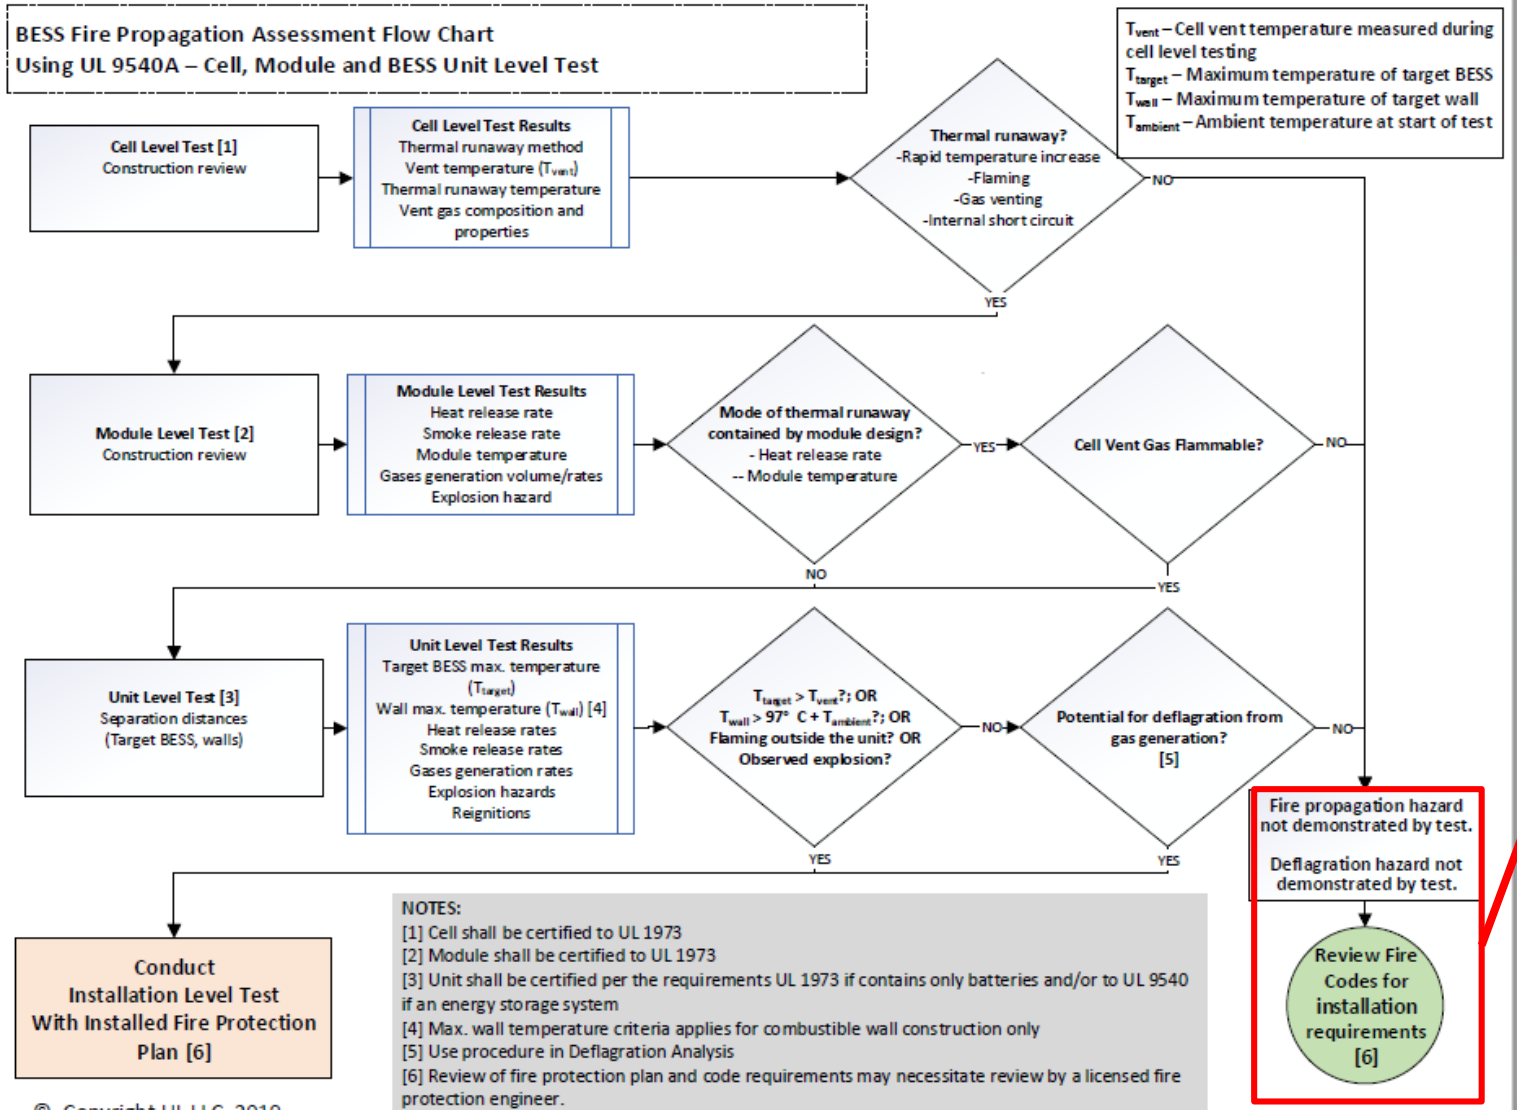 BESS Fire Propagation Assessment Flow Chart
Using UL 9540A – Cell, Module and BESS Unit Level Test
Tvent – Cell vent temperature measured during
cell level testing
Ttarget – Maximum temperature of target BESS
Twall – Maximum temperature of target wall
Tambient – Ambient temperature at start of test
Cell Level Test [1]
Construction review
Cell Level Test Results
Thermal runaway method
Vent temperature (Tvent)
Thermal runaway temperature
Vent gas composition and
properties
Thermal runaway?
-Rapid temperature increase
-Flaming
-Gas venting
-Internal short circuit
NO
YES
Module Level Test [2]
Construction review
Module Level Test Results
Heat release rate
Smoke release rate
Module temperature
Gases generation volume/rates
Explosion hazard
Mode of thermal runaway
contained by module design?
- Heat release rate
-- Module temperature
YES
Cell Vent Gas Flammable?
NO
NO
YES
Unit Level Test [3]
Separation distances
(Target BESS, walls)
Unit Level Test Results
Target BESS max. temperature
(Ttarget)
Wall max. temperature (Twall) [4]
Heat release rates
Smoke release rates
Gases generation rates
Explosion hazards
Reignitions
Ttarget > Tvent?; OR
Twall > 97° C + Tambient?; OR
Flaming outside the unit? OR
Observed explosion?
NO
Potential for deflagration from
gas generation?
[5]
NO
YES
YES
Fire propagation hazard
not demonstrated by test.
Deflagration hazard not
demonstrated by test.
Review Fire
Codes for
installation
requirements
[6]
Conduct
Installation Level Test
With Installed Fire Protection
Plan [6]
NOTES:
[1] Cell shall be certified to UL 1973
[2] Module shall be certified to UL 1973
[3] Unit shall be certified per the requirements UL 1973 if contains only batteries and/or to UL 9540
if an energy storage system
[4] Max. wall temperature criteria applies for combustible wall construction only
[5] Use procedure in Deflagration Analysis
[6] Review of fire protection plan and code requirements may necessitate review by a licensed fire
protection engineer.
© Copyright UL LLC 2019